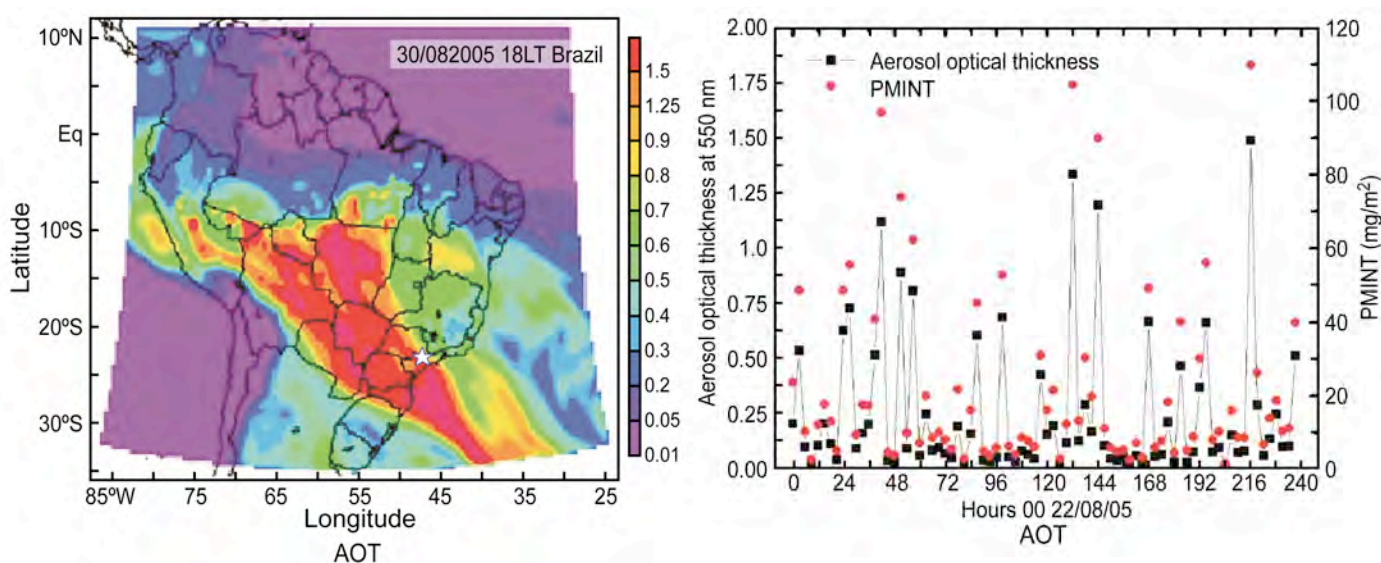 10ºN
Eq
10ºS
20ºS
30ºS
Latitude
30/082005 18LT Brazil
1.5
1.25
0.9
0.8
0.7
0.6
0.5
0.4
0.3
0.2
0.05
0.01
85ºW 75 65 55 45 35 25
Longitude
AOT
2.00
1.75
1.50
1.25
1.0
0.75
0.50
0.25
0.00
Aerosol optical thickness at 550 nm
Aerosol optical thickness
PMINT
120
100
80
60
40
20
0
PMINT (mg/m²)
0 24 48 72 96 120 144 168 192 216 240
Hours 00 22/08/05
AOT